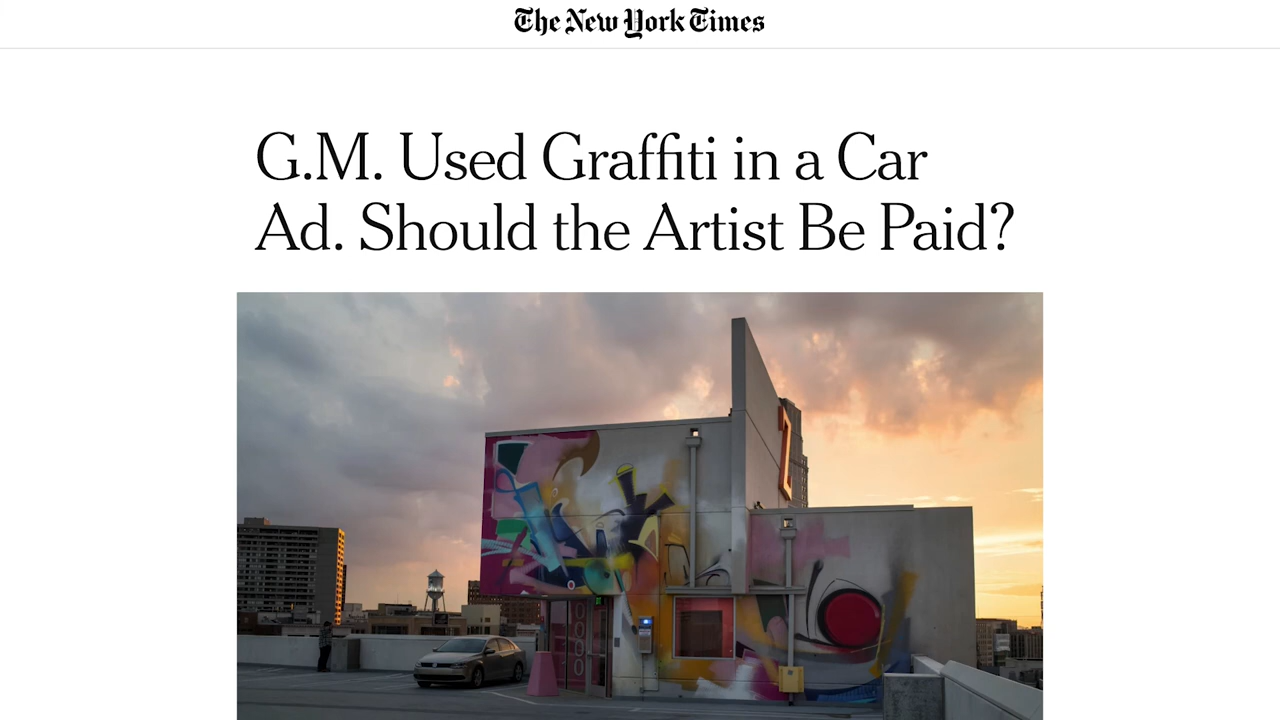 The New York Times
G.M. Used Graffiti in a Car
Ad. Should the Artist Be Paid?
Z